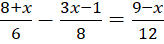 (8+x)/6 − (3x−1)/8 = (9−x)/12